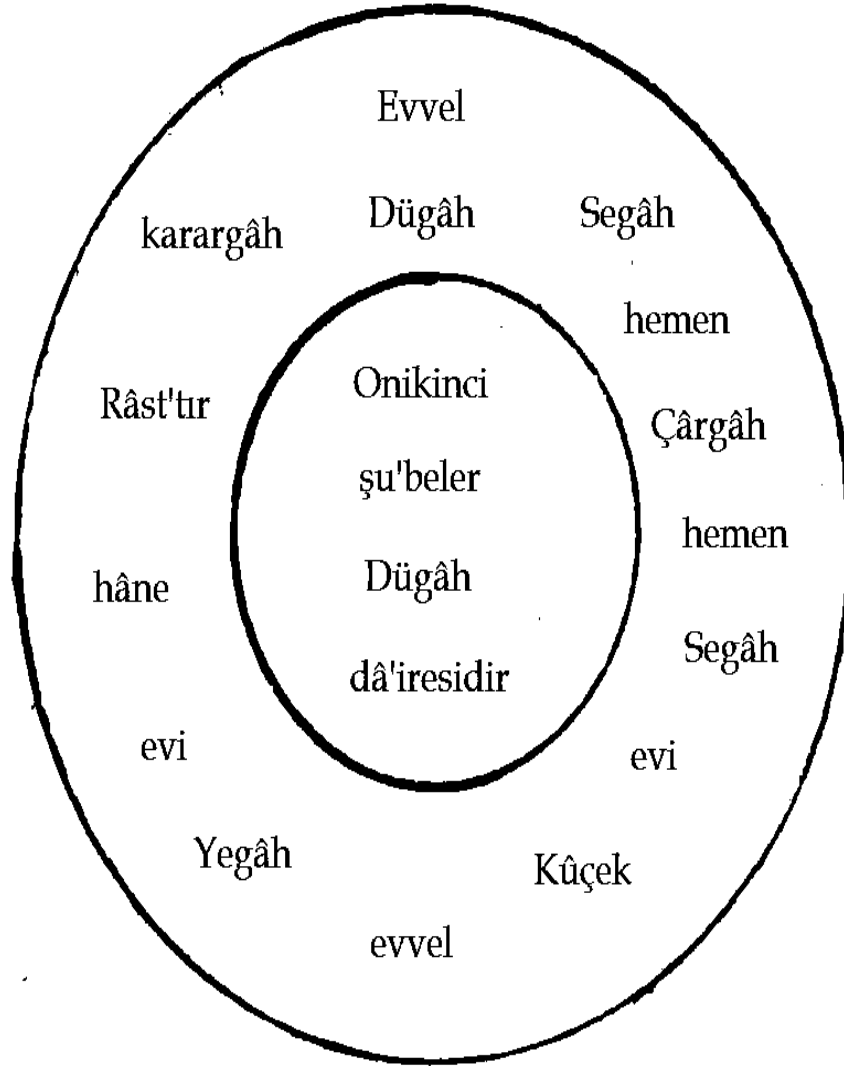 Evvel
Dügâh
Segâh
hemen
Çârgâh
hemen
Segâh
evi
Kûçek
evvel
Yegâh
evi
hâne
Râst'tır
karargâh
Onikinci
şu'beler
Dügâh
dâ'iresidir